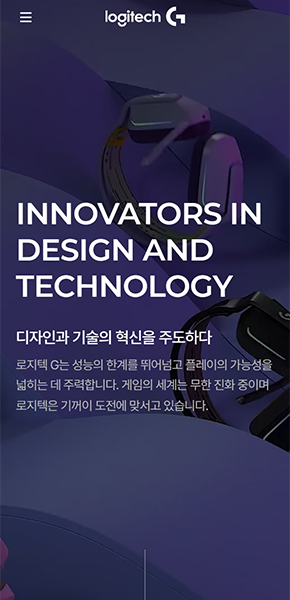 logitech G
INNOVATORS IN
DESIGN AND
TECHNOLOGY
디자인과 기술의 혁신을 주도하다
로지텍 G는 성능의 한계를 뛰어넘고 플레이의 가능성을
넓히는 데 주력합니다. 게임의 세계는 무한 진화 중이며
로지텍은 기꺼이 도전에 맞서고 있습니다.